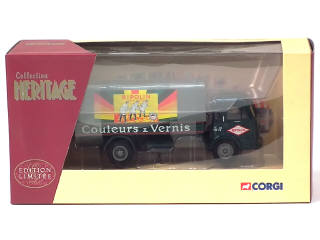 Collection
HERITAGE
RIPOLIN
Couleurs & Vernis
EDITION
LIMITÉE
CORGI